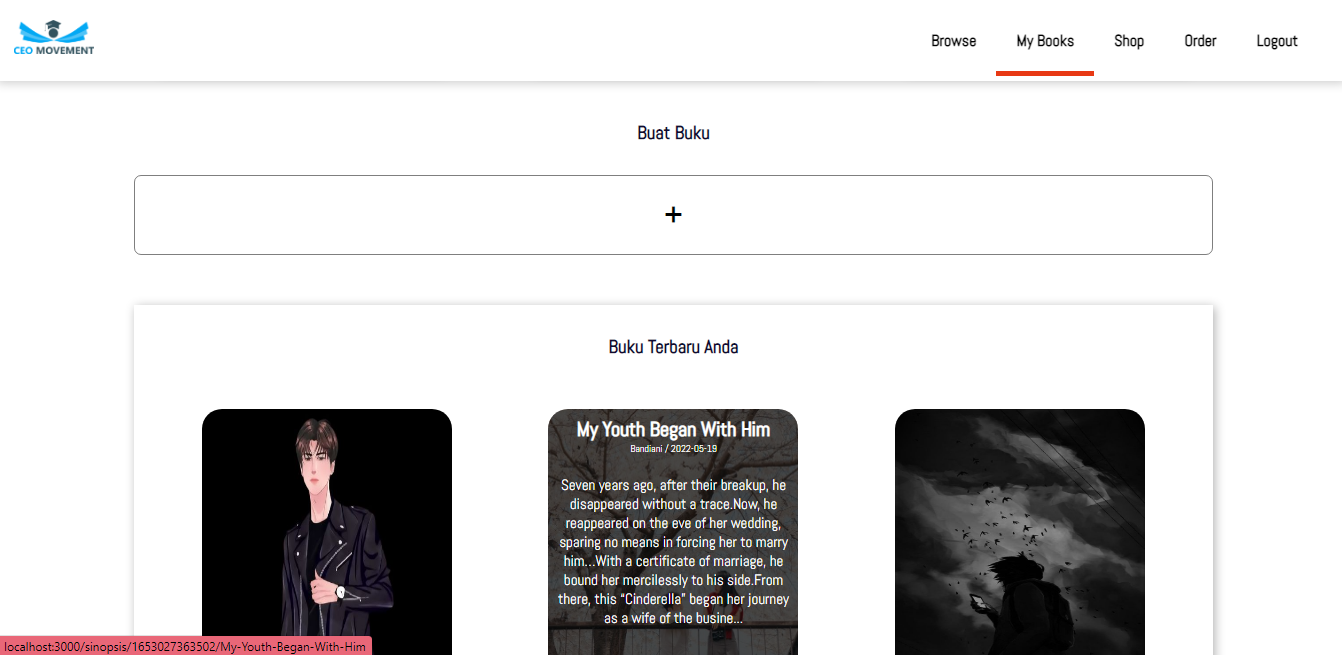 CEO MOVEMENT
Browse
My Books
Shop
Order
Logout
Buat Buku
+
Buku Terbaru Anda
My Youth Began With Him
Bandiani / 2022-05-19
Seven years ago, after their breakup, he
disappeared without a trace.Now, he
reappeared on the eve of her wedding,
sparing no means in forcing her to marry
him…With a certificate of marriage, he
bound her mercilessly to his side.From
there, this “Cinderella” began her journey
as a wife of the busine...
localhost:3000/sinopsis/1653027363502/My-Youth-Began-With-Him